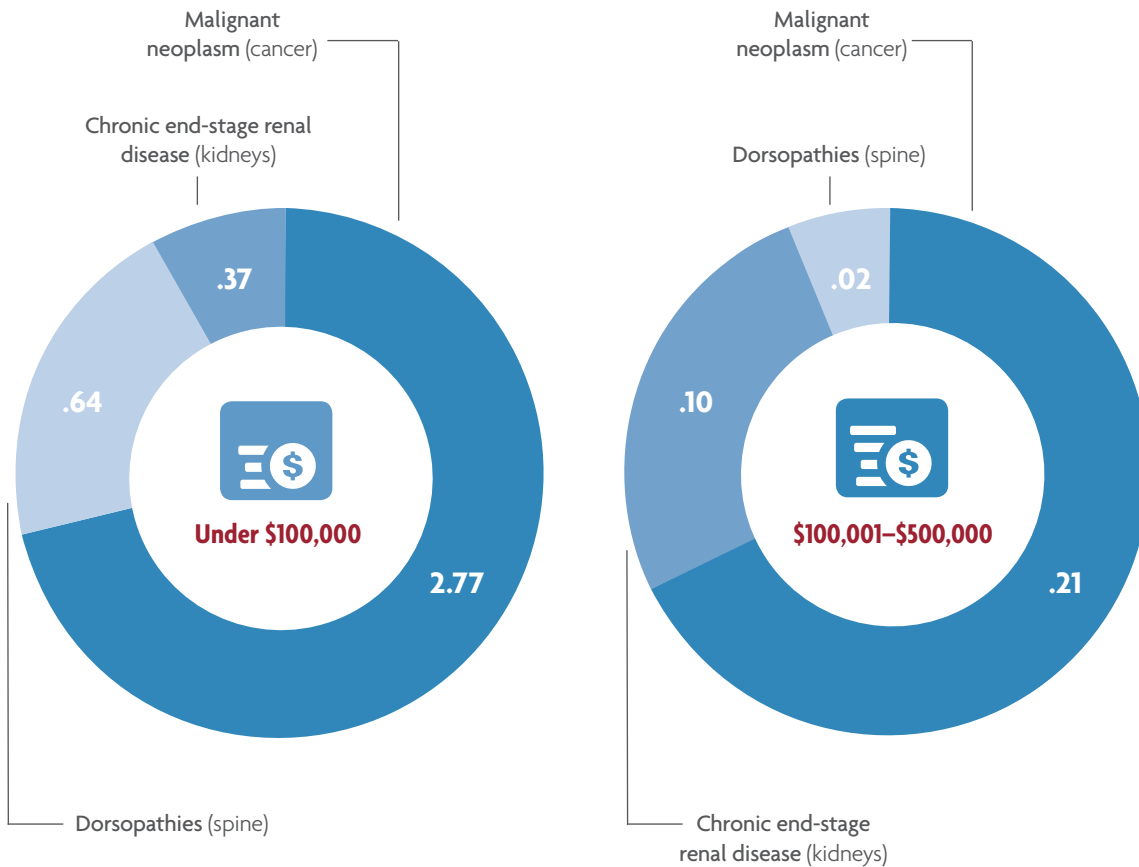 Malignant
neoplasm (cancer)
Chronic end-stage renal
disease (kidneys)
.37
.64
$
Under $100,000
2.77
Dorsopathies (spine)
Malignant
neoplasm (cancer)
Dorsopathies (spine)
.02
.10
$
$100,001–$500,000
.21
Chronic end-stage
renal disease (kidneys)